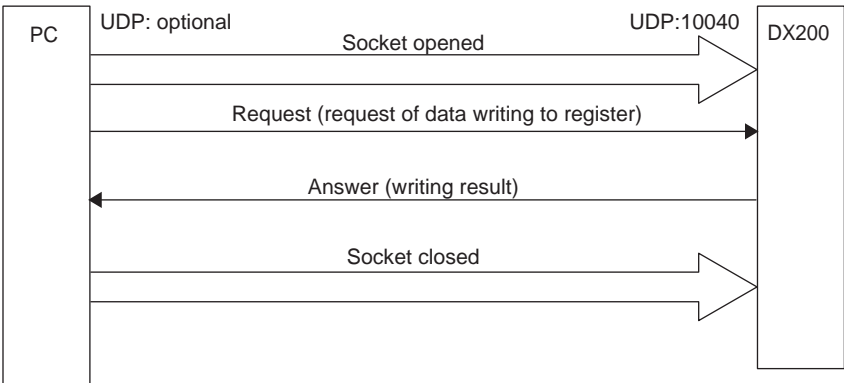 PC
UDP: optional
UDP:10040
DX200
Socket opened
Request (request of data writing to register)
Answer (writing result)
Socket closed